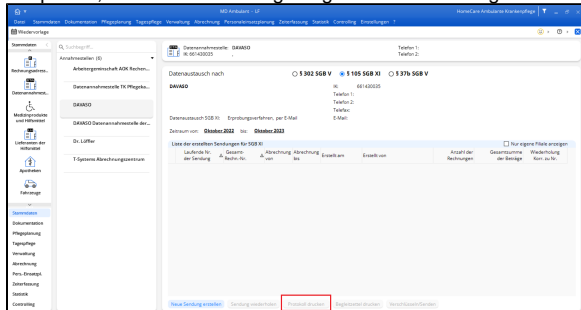 MD Ambulant - LF
HomeCare Ambulante Krankenpflege
Datei Stammdaten Dokumentation Pflegeplanung Tagespflege Verwaltung Abrechnung Personaleinsatzplanung Zeiterfassung Statistik Controlling Einstellungen ?
Wiedervorlage
Stammdaten
Suchbegriff...
Annahmestellen (6)
Datenannahmestelle: DAVASO
IK: 661430035
Telefon 1:
Telefon 2:
Rechnungsadress...
Datenannahmest...
Medizinprodukte und Hilfsmittel
Lieferanten der Hilfsmittel
Apotheken
Fahrzeuge
Arbeitergemeinschaft AOK Rechen...
Datenannahmestelle TK Pflegeka...
DAVASO
DAVASO Datenannahmestelle der...
Dr. Löffler
T-Systems Abrechnungszentrum
Datenaustausch nach
§ 302 SGB V
§ 105 SGB XI
§ 37b SGB V
DAVASO
IK: 661430035
Telefon 1:
Telefon 2:
Telefax:
Datenaustausch SGB XI: Erprobungsverfahren, per E-Mail
E-Mail:
Zeitraum von: Oktober 2022 bis: Oktober 2023
Liste der erstellten Sendungen für SGB XI
Nur eigene Filiale anzeigen
Laufende Nr. der Sendung
Gesamt-Rechn.-Nr.
Abrechnung von
Abrechnung bis
Erstellt am
Erstellt von
Anzahl der Rechnungen
Gesamtsumme der Beträge
Wiederholung Korr. zu Nr.
Stammdaten
Dokumentation
Pflegeplanung
Tagespflege
Verwaltung
Abrechnung
Pers.-Einsatzpl.
Zeiterfassung
Statistik
Controlling
Neue Sendung erstellen
Sendung wiederholen
Protokoll drucken
Begleitzettel drucken
Verschlüsseln/Senden